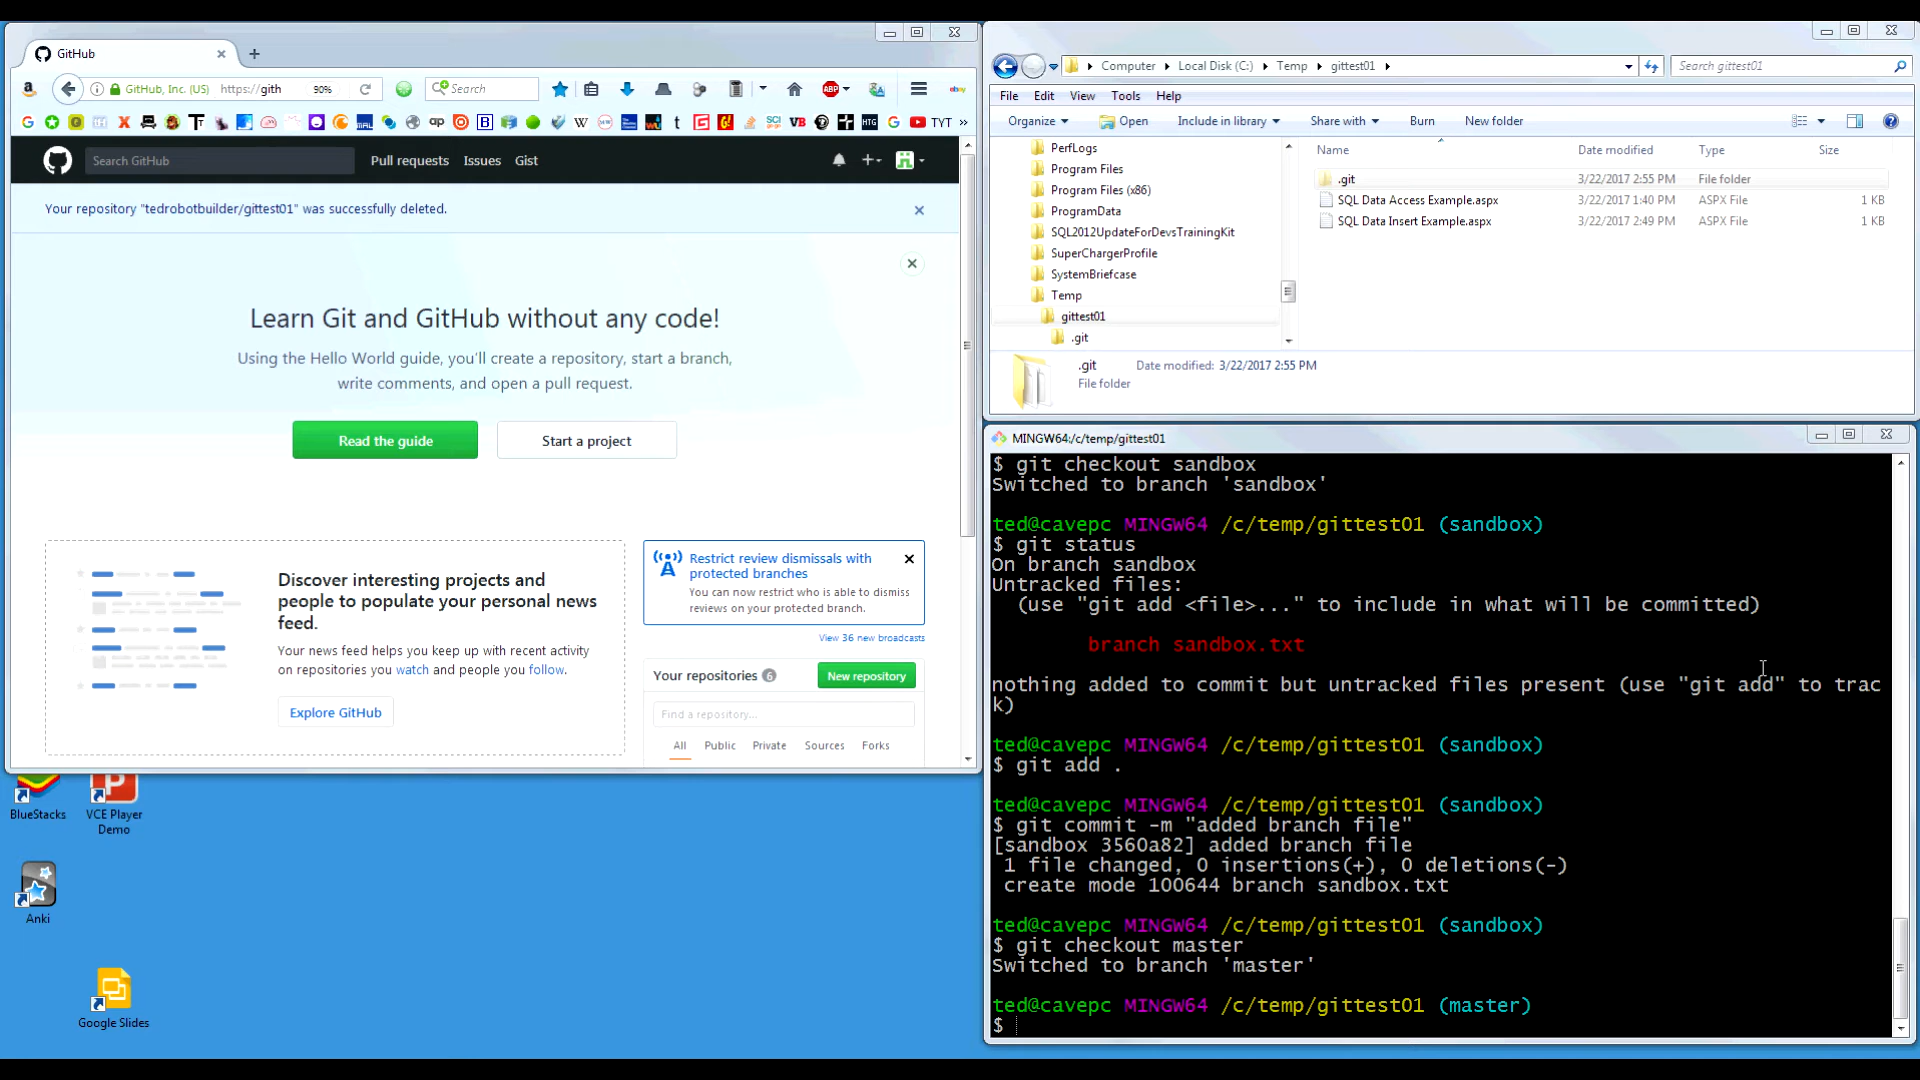 GitHub
GitHub, Inc. (US)
https://gith
90%
Search
ABP
ebay
TYT
Search GitHub
Pull requests
Issues
Gist
Your repository "tedrobotbuilder/gittest01" was successfully deleted.
Learn Git and GitHub without any code!
Using the Hello World guide, you'll create a repository, start a branch,
write comments, and open a pull request.
Read the guide
Start a project
Discover interesting projects and
people to populate your personal news
feed.
Your news feed helps you keep up with recent activity
on repositories you watch and people you follow.
Explore GitHub
Restrict review dismissals with
protected branches
You can now restrict who is able to dismiss
reviews on your protected branch.
View 36 new broadcasts
Your repositories 6
New repository
Find a repository...
All
Public
Private
Sources
Forks
BlueStacks
VCE Player
Demo
Anki
Google Slides
Computer
Local Disk (C:)
Temp
gittest01
Search gittest01
File
Edit
View
Tools
Help
Organize
Open
Include in library
Share with
Burn
New folder
PerfLogs
Program Files
Program Files (x86)
ProgramData
SQL2012UpdateForDevsTrainingKit
SuperChargerProfile
SystemBriefcase
Temp
gittest01
.git
Name
Date modified
Type
Size
.git 3/22/2017 2:55 PM File folder
SQL Data Access Example.aspx 3/22/2017 1:40 PM ASPX File 1 KB
SQL Data Insert Example.aspx 3/22/2017 2:49 PM ASPX File 1 KB
.git Date modified: 3/22/2017 2:55 PM
File folder
MINGW64:/c/temp/gittest01
$ git checkout sandbox
Switched to branch 'sandbox'
ted@cavepc MINGW64 /c/temp/gittest01 (sandbox)
$ git status
On branch sandbox
Untracked files:
(use "git add <file>..." to include in what will be committed)
branch sandbox.txt
nothing added to commit but untracked files present (use "git add" to trac
k)
ted@cavepc MINGW64 /c/temp/gittest01 (sandbox)
$ git add .
ted@cavepc MINGW64 /c/temp/gittest01 (sandbox)
$ git commit -m "added branch file"
[sandbox 3560a82] added branch file
1 file changed, 0 insertions(+), 0 deletions(-)
create mode 100644 branch sandbox.txt
ted@cavepc MINGW64 /c/temp/gittest01 (sandbox)
$ git checkout master
Switched to branch 'master'
ted@cavepc MINGW64 /c/temp/gittest01 (master)
$